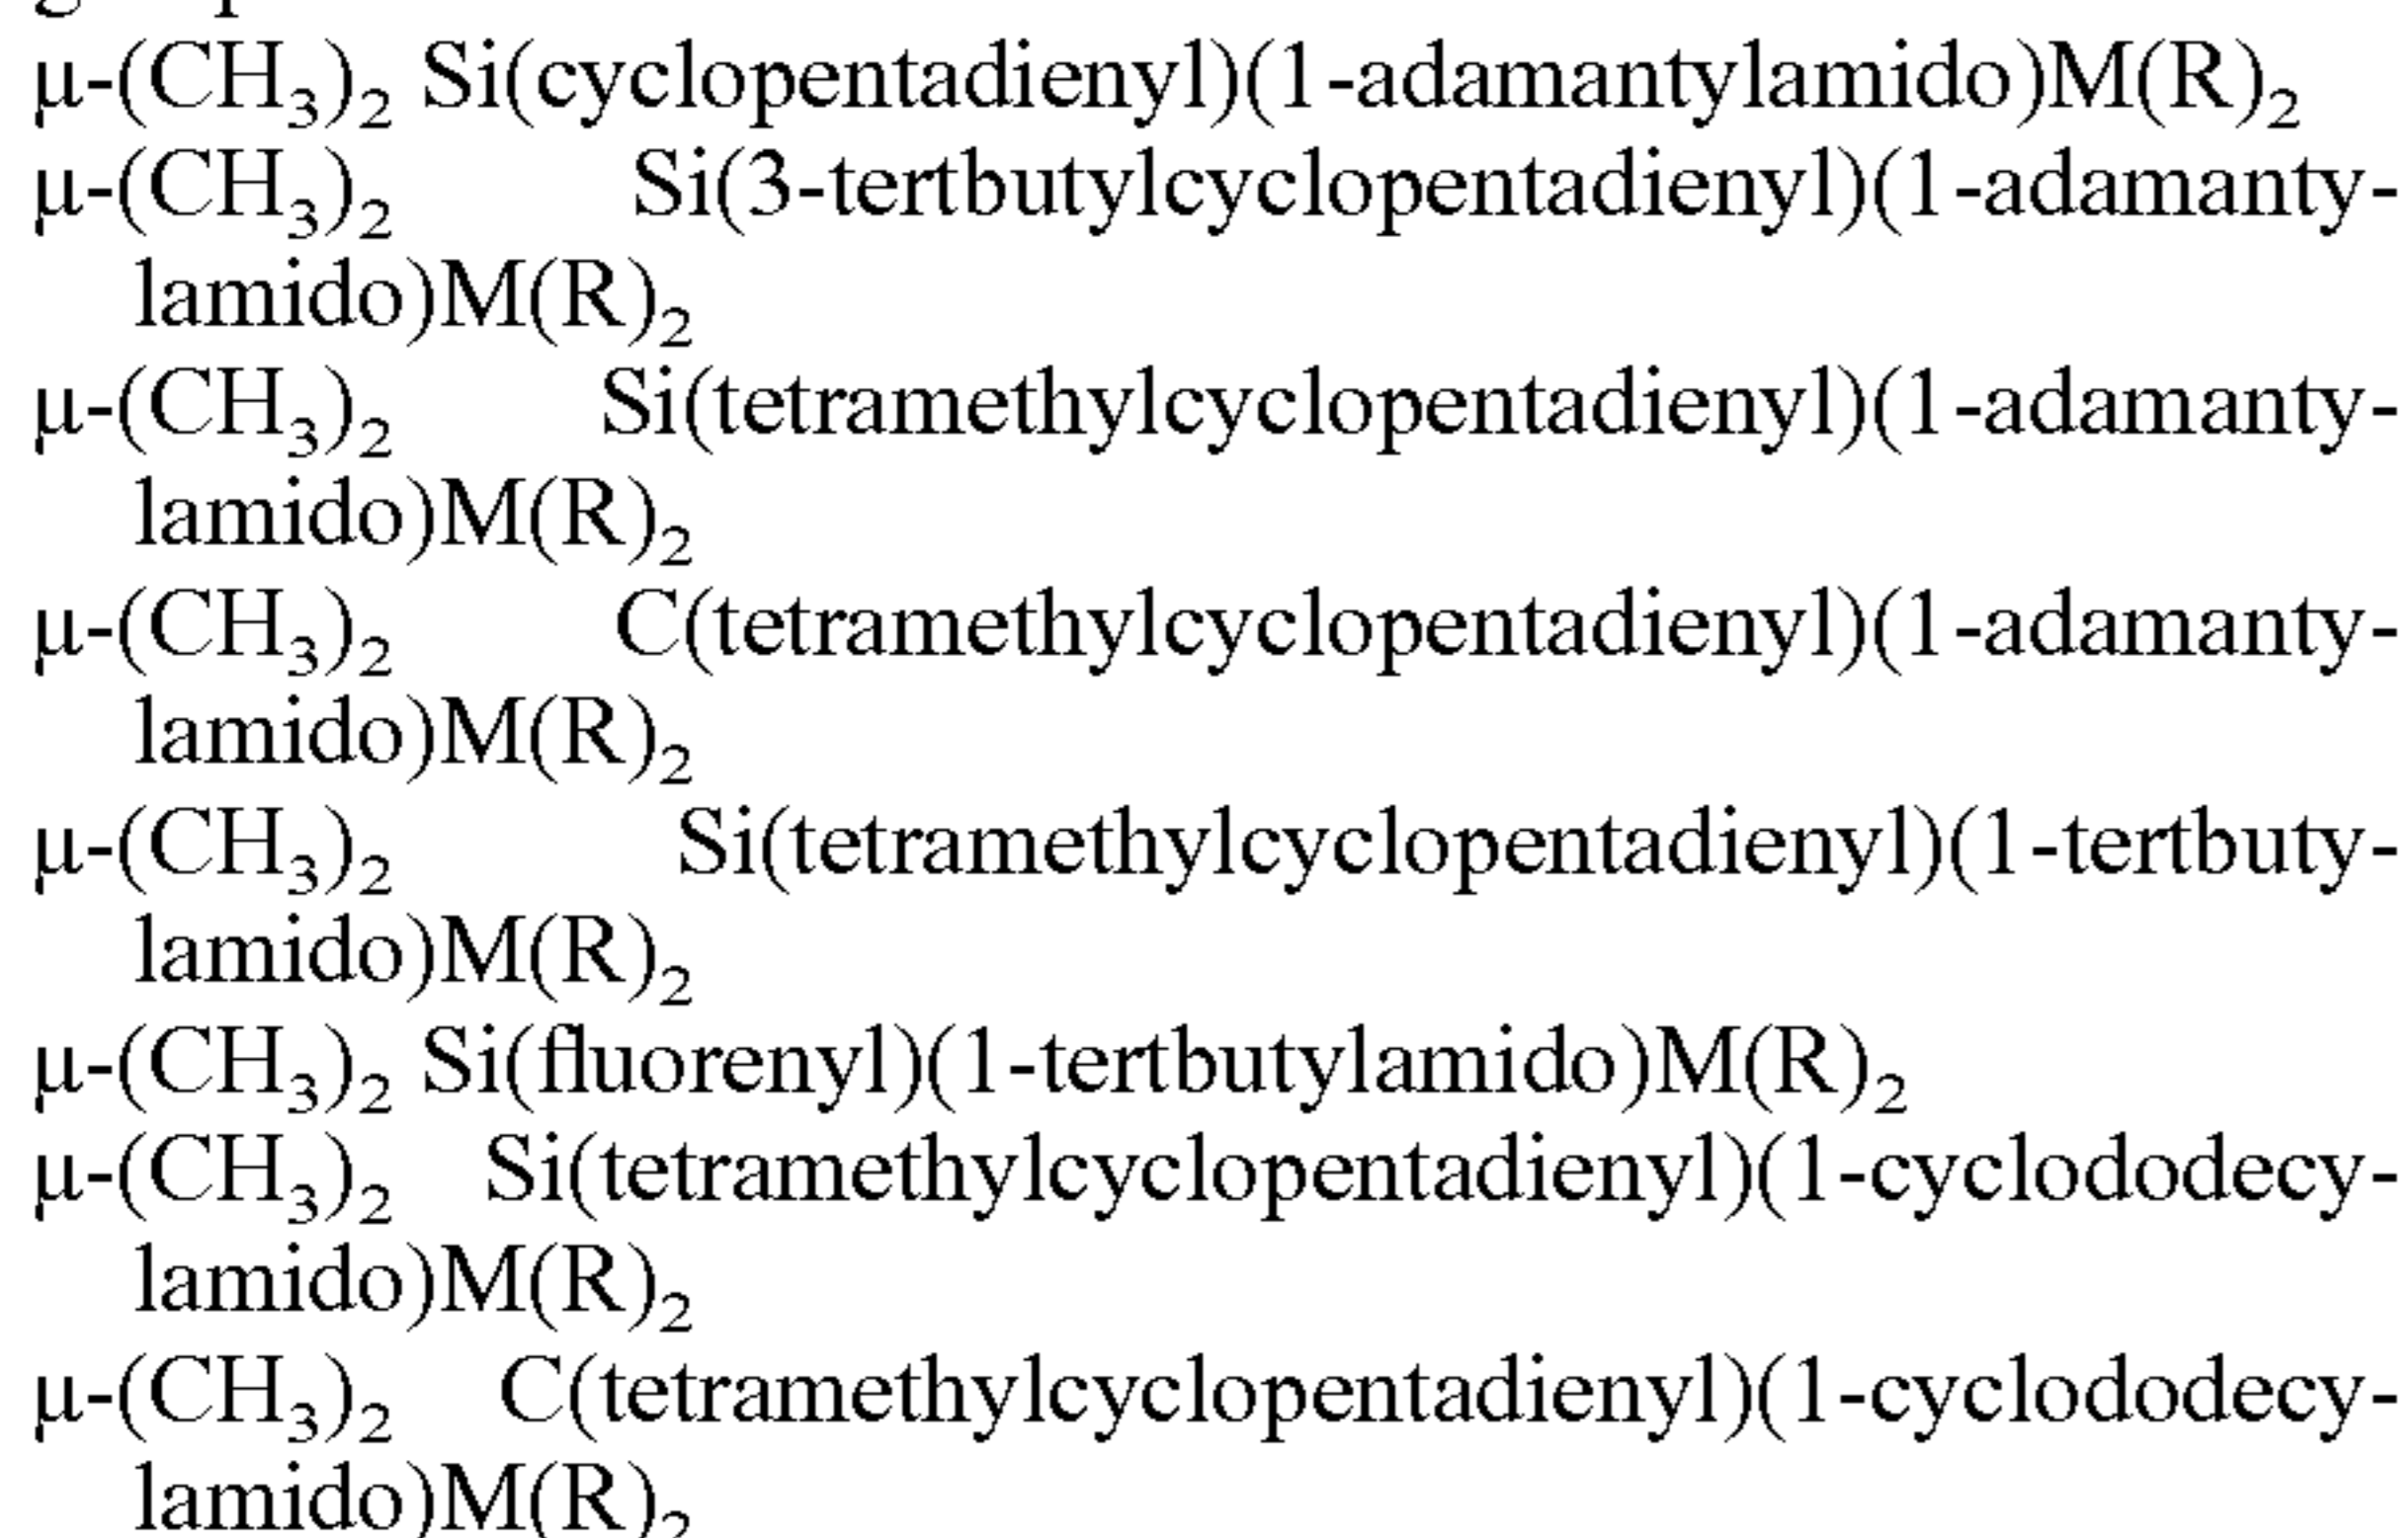 μ-(CH₃)₂ Si(cyclopentadienyl)(1-adamantylamido)M(R)₂
μ-(CH₃)₂ Si(3-tertbutylcyclopentadienyl)(1-adamanty-
lamido)M(R)₂
μ-(CH₃)₂ Si(tetramethylcyclopentadienyl)(1-adamanty-
lamido)M(R)₂
μ-(CH₃)₂ C(tetramethylcyclopentadienyl)(1-adamanty-
lamido)M(R)₂
μ-(CH₃)₂ Si(tetramethylcyclopentadienyl)(1-tertbuty-
lamido)M(R)₂
μ-(CH₃)₂ Si(fluorenyl)(1-tertbutylamido)M(R)₂
μ-(CH₃)₂ Si(tetramethylcyclopentadienyl)(1-cyclododecy-
lamido)M(R)₂
μ-(CH₃)₂ C(tetramethylcyclopentadienyl)(1-cyclododecy-
lamido)M(R)₂